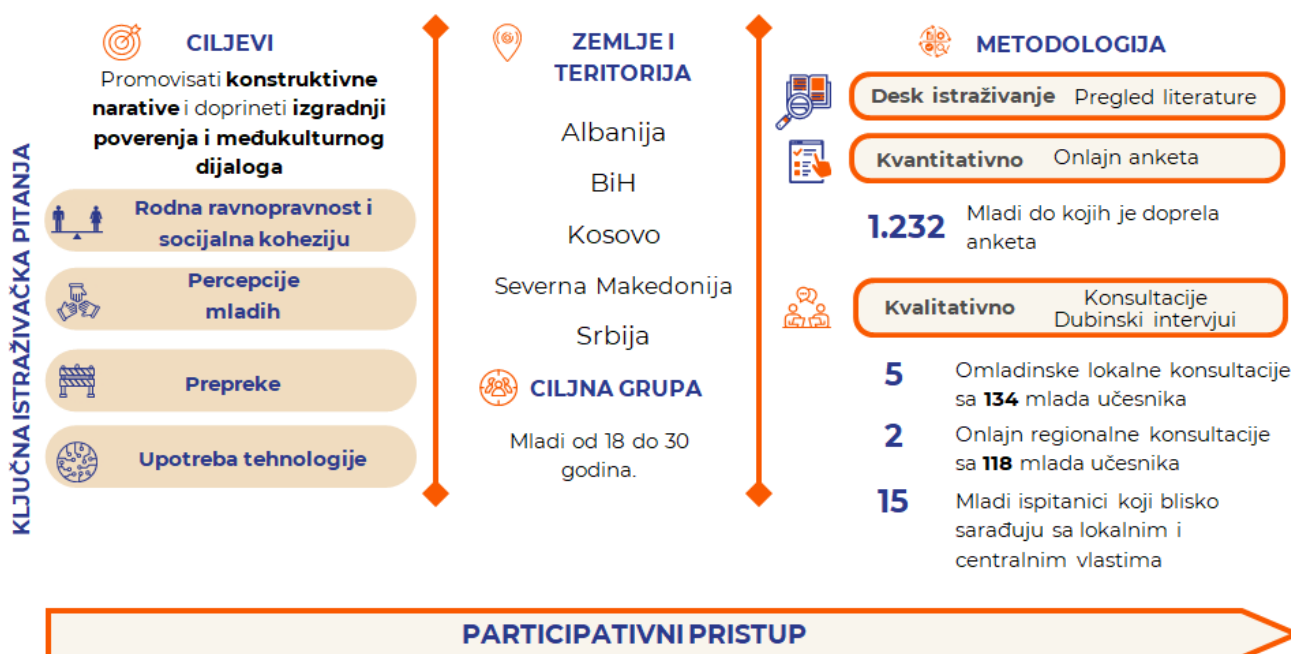 KLJUČNA ISTRAŽIVAČKA PITANJA
CILJEVI
Promovisati konstruktivne
narative i doprineti izgradnji
poverenja i međukulturnog
dijaloga
Rodna ravnopravnost i
socijalna koheziju
Percepcije
mladih
Prepreke
Upotreba tehnologije
ZEMLJE I
TERITORIJA
Albanija
BiH
Kosovo
Severna Makedonija
Srbija
CILJNA GRUPA
Mladi od 18 do 30
godina.
METODOLOGIJA
Desk istraživanje Pregled literature
Kvantitativno Onlajn anketa
1.232 Mladi do kojih je doprela
anketa
Kvalitativno Konsultacije
Dubinski intervjui
5 Omladinske lokalne konsultacije
sa 134 mlada učesnika
2 Onlajn regionalne konsultacije
sa 118 mlada učesnika
15 Mladi ispitanici koji blisko
sarađuju sa lokalnim i
centralnim vlastima
PARTICIPATIVNI PRISTUP